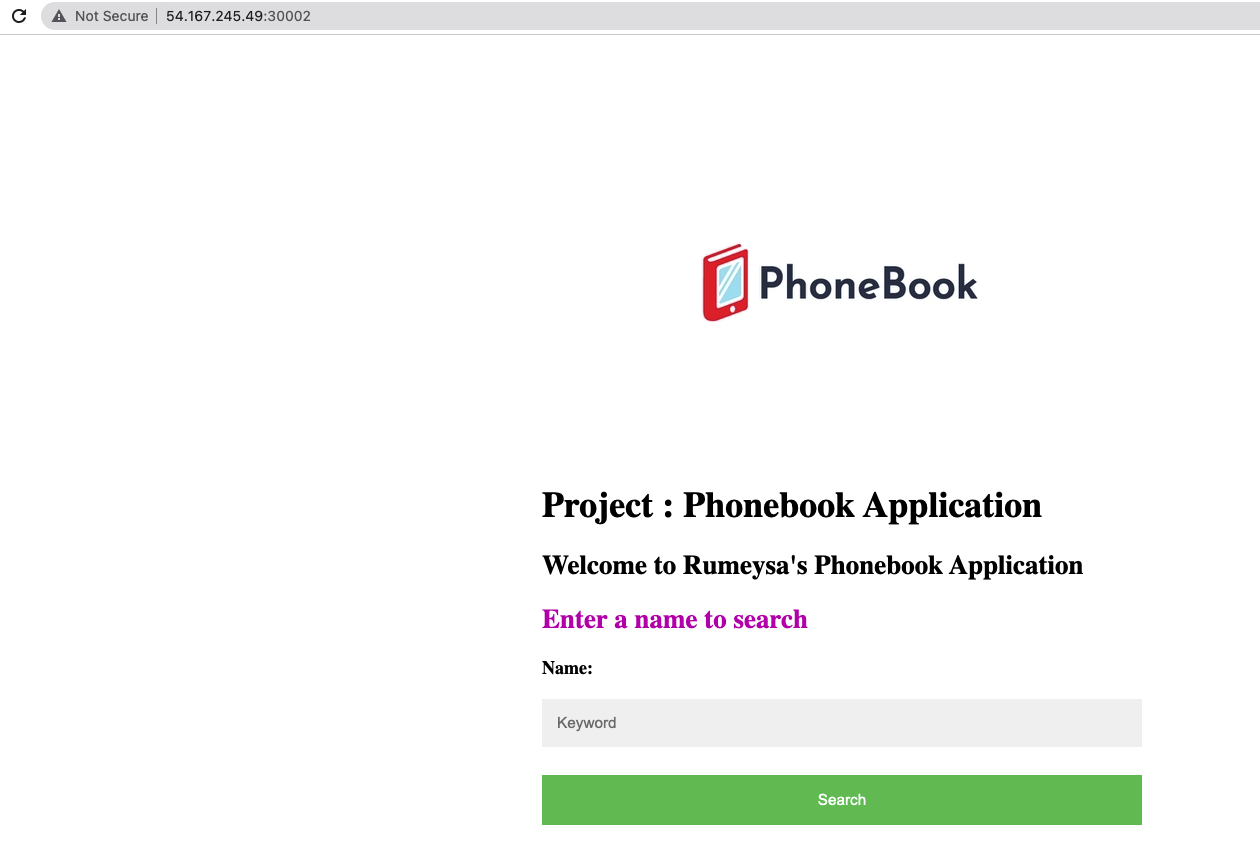 Not Secure | 54.167.245.49:30002
PhoneBook
Project : Phonebook Application
Welcome to Rumeysa's Phonebook Application
Enter a name to search
Name:
Keyword
Search